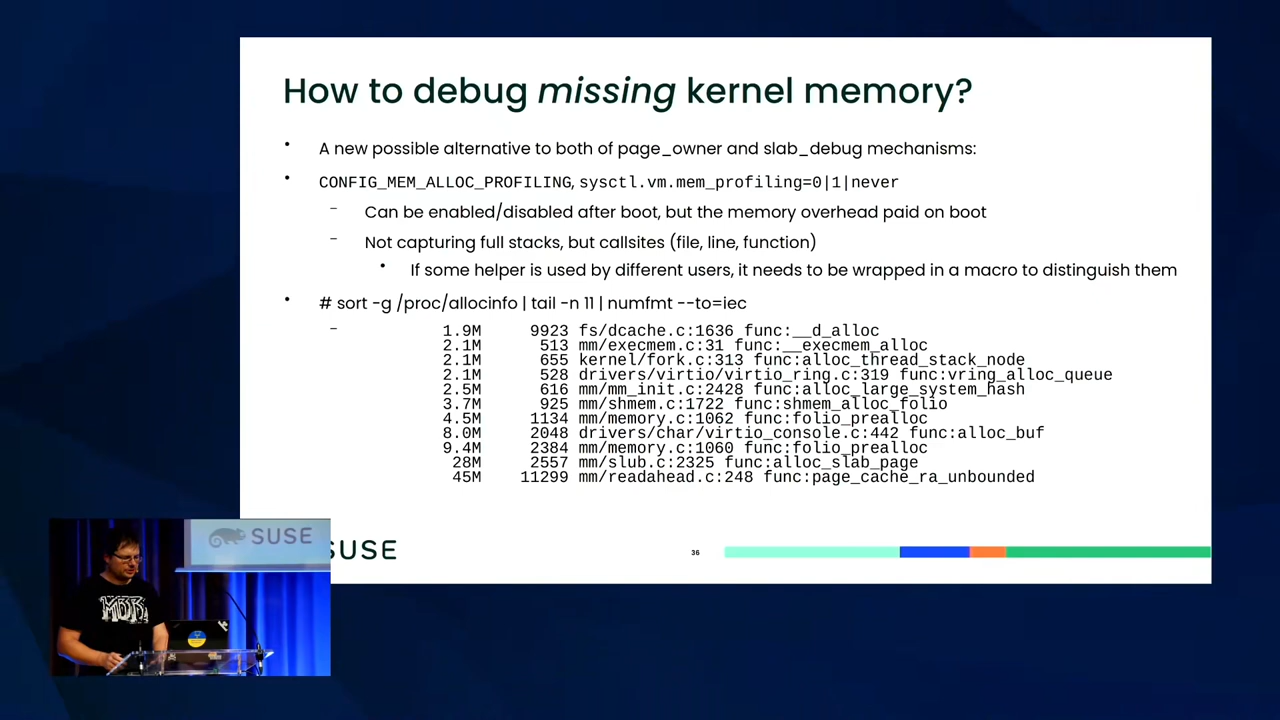 How to debug missing kernel memory?
• A new possible alternative to both of page_owner and slab_debug mechanisms:
• CONFIG_MEM_ALLOC_PROFILING, sysctl.vm.mem_profiling=0|1|never
– Can be enabled/disabled after boot, but the memory overhead paid on boot
– Not capturing full stacks, but callsites (file, line, function)
• If some helper is used by different users, it needs to be wrapped in a macro to distinguish them
• # sort -g /proc/allocinfo | tail -n 11 | numfmt --to=iec
– 1.9M 9923 fs/dcache.c:1636 func:__d_alloc
2.1M 513 mm/execmem.c:31 func:__execmem_alloc
2.1M 655 kernel/fork.c:313 func:alloc_thread_stack_node
2.1M 528 drivers/virtio/virtio_ring.c:319 func:vring_alloc_queue
2.5M 616 mm/mm_init.c:2428 func:alloc_large_system_hash
3.7M 925 mm/shmem.c:1722 func:shmem_alloc_folio
4.5M 1134 mm/memory.c:1062 func:folio_prealloc
8.0M 2048 drivers/char/virtio_console.c:442 func:alloc_buf
9.4M 2384 mm/memory.c:1060 func:folio_prealloc
28M 2557 mm/slub.c:2325 func:alloc_slab_page
45M 11299 mm/readahead.c:248 func:page_cache_ra_unbounded
SUSE
SUSE
36